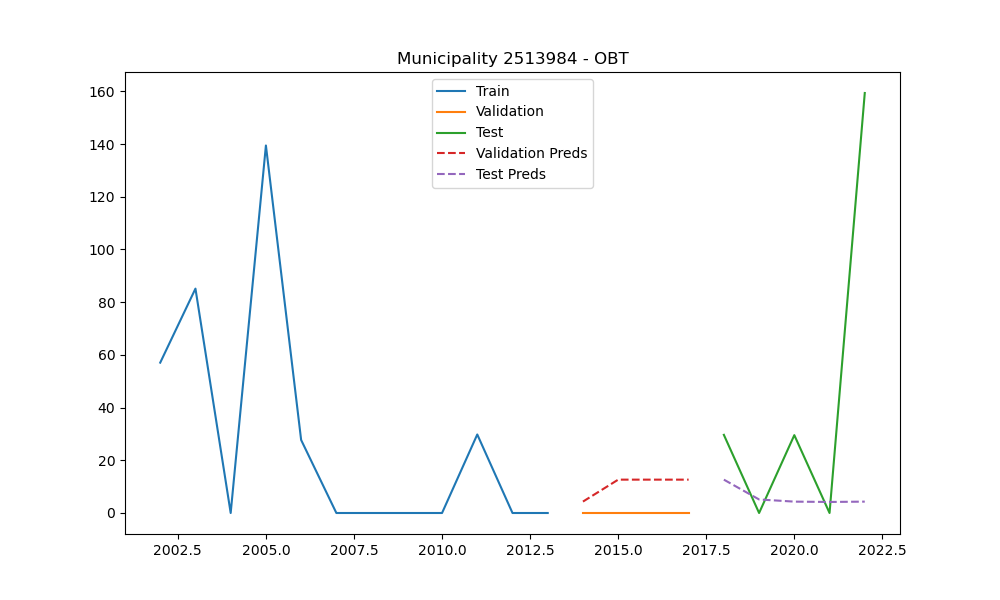 Municipality 2513984 - OBT
Train
Validation
Test
Validation Preds
Test Preds
160
140
120
100
80
60
40
20
0
2002.5 2005.0 2007.5 2010.0 2012.5 2015.0 2017.5 2020.0 2022.5